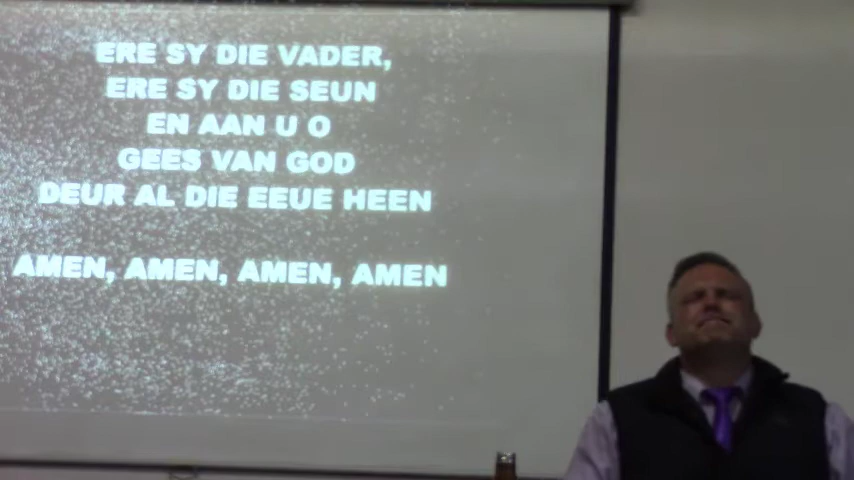 ERE SY DIE VADER,
ERE SY DIE SEUN
EN AAN U O
GEES VAN GOD
DEUR AL DIE EEUE HEEN
AMEN, AMEN, AMEN, AMEN